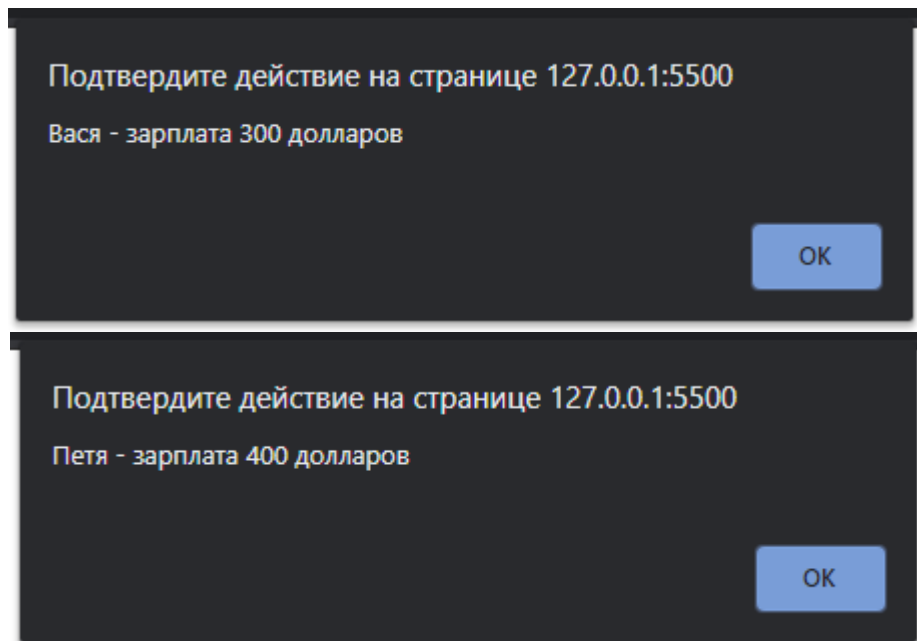 Подтвердите действие на странице 127.0.0.1:5500
Вася - зарплата 300 долларов
ОК
Подтвердите действие на странице 127.0.0.1:5500
Петя - зарплата 400 долларов
ОК